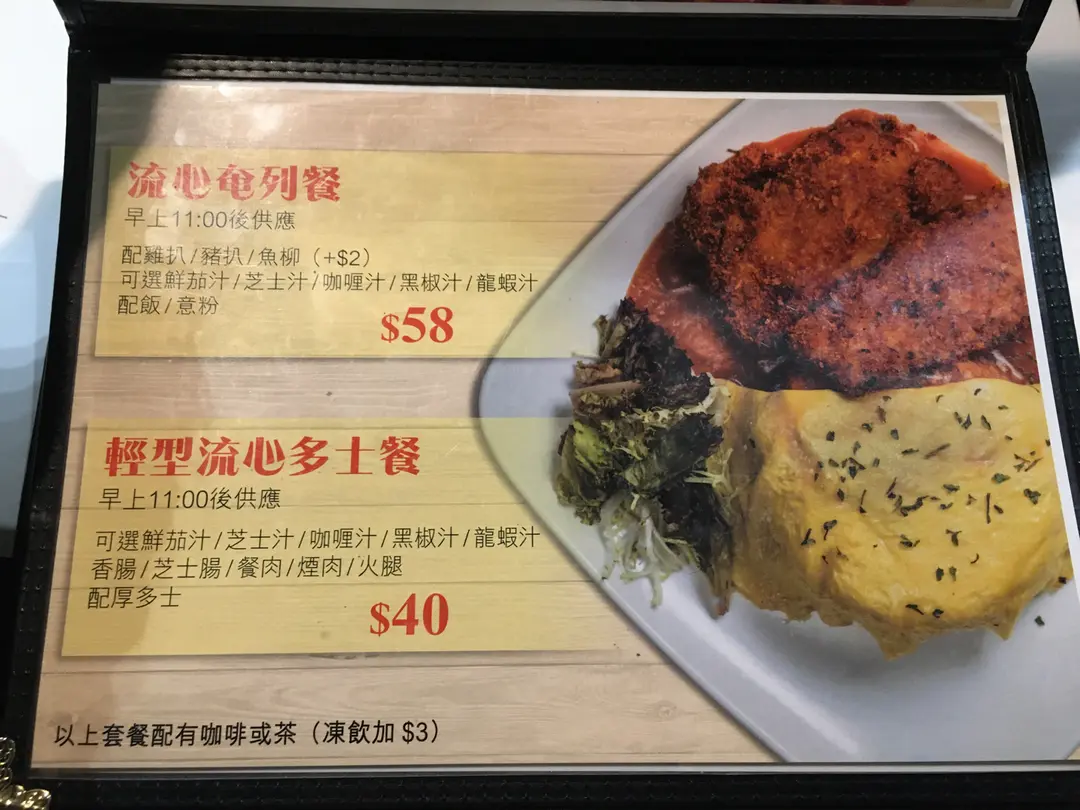 流心奄列餐
早上11:00後供應
配雞扒/豬扒/魚柳（+$2）
可選鮮茄汁/芝士汁/咖喱汁/黑椒汁/龍蝦汁
配飯/意粉
$58
輕型流心多士餐
早上11:00後供應
可選鮮茄汁/芝士汁/咖喱汁/黑椒汁/龍蝦汁
香腸/芝士腸/餐肉/煙肉/火腿
配厚多士
$40
以上套餐配有咖啡或茶（凍飲加 $3）